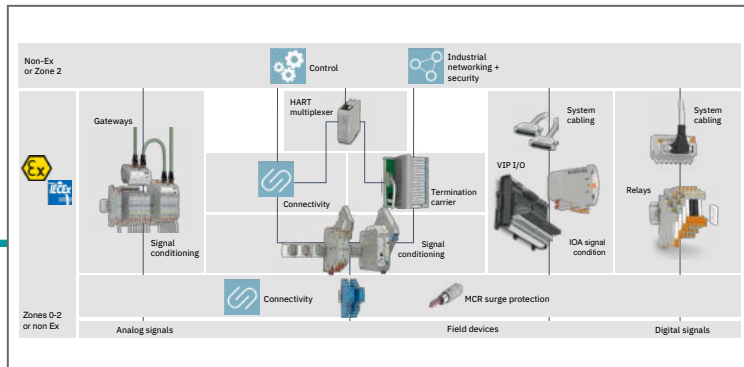 Non-Ex
or Zone 2
Control
Industrial
networking +
security
HART
multiplexer
Gateways
System
cabling
System
cabling
VIP I/O
Ex
IECEx
Connectivity
Termination
carrier
Relays
Signal
conditioning
Signal
conditioning
IOA signal
condition
Connectivity
MCR surge protection
Zones 0-2
or non Ex
Analog signals
Field devices
Digital signals